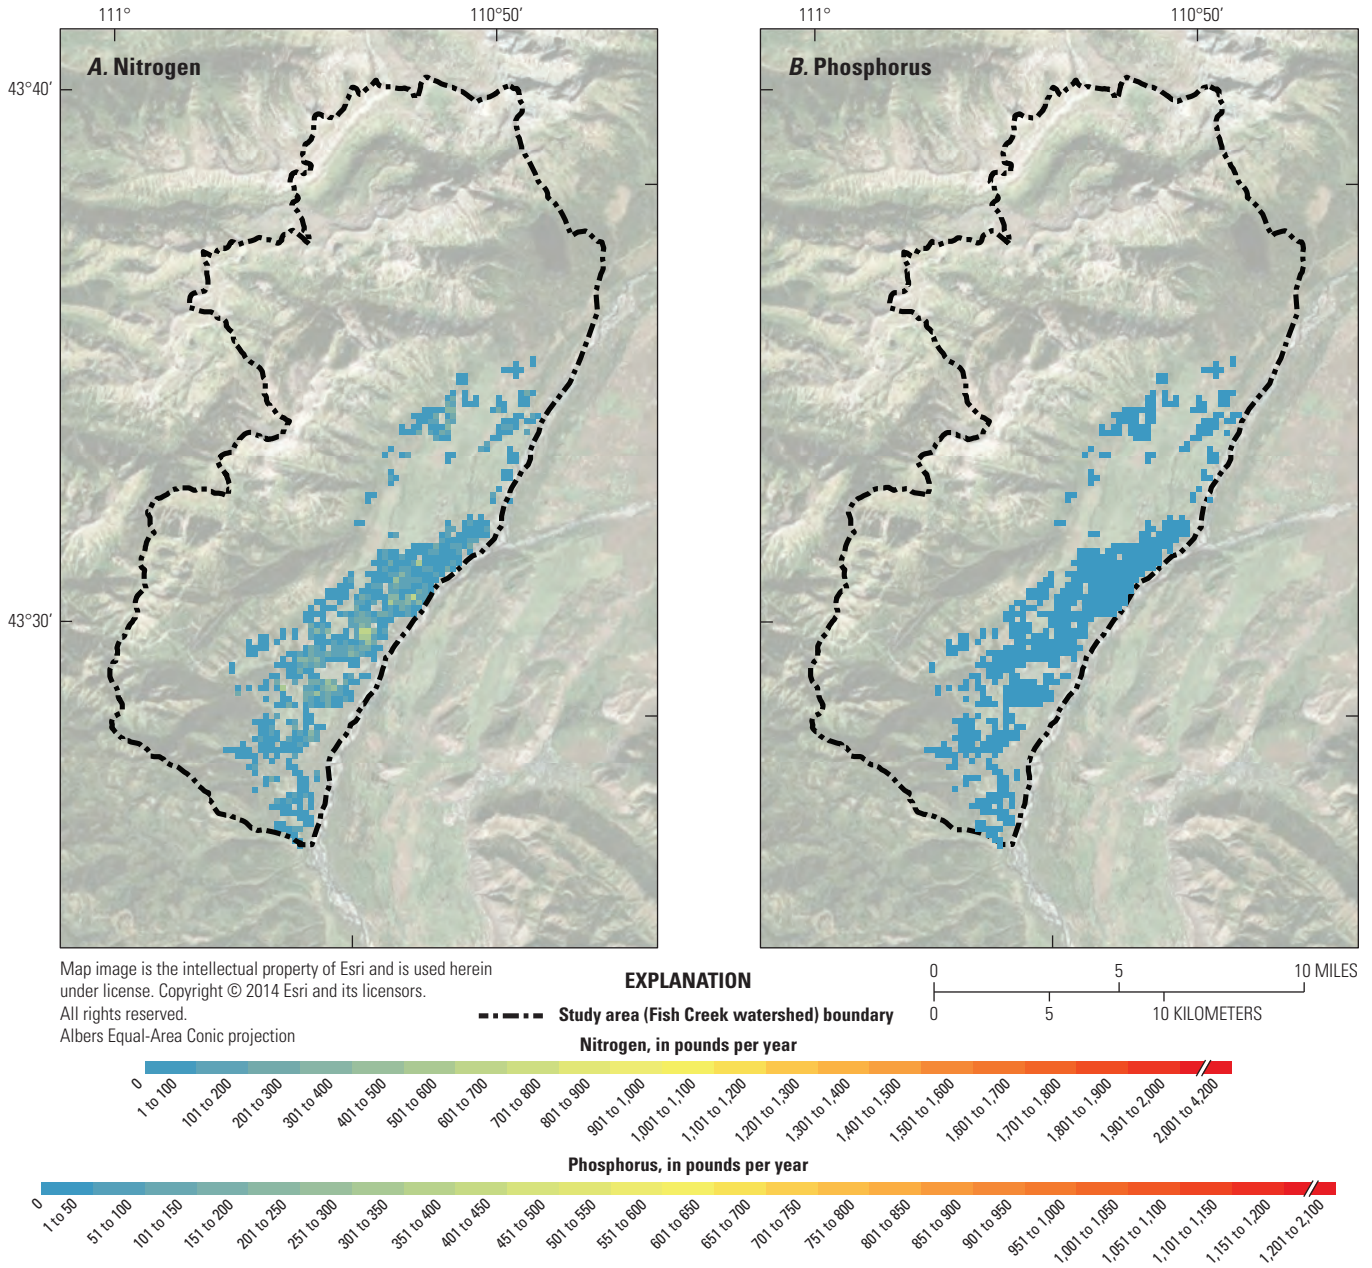 111°
110°50'
111°
110°50'
A. Nitrogen
B. Phosphorus
43°40'
43°30'
Map image is the intellectual property of Esri and is used herein
under license. Copyright © 2014 Esri and its licensors.
All rights reserved.
Albers Equal-Area Conic projection
EXPLANATION
Study area (Fish Creek watershed) boundary
0 5 10 MILES
0 5 10 KILOMETERS
Nitrogen, in pounds per year
0
1 to 100
101 to 200
201 to 300
301 to 400
401 to 500
501 to 600
601 to 700
701 to 800
801 to 900
901 to 1,000
1,001 to 1,100
1,101 to 1,200
1,201 to 1,300
1,301 to 1,400
1,401 to 1,500
1,501 to 1,600
1,601 to 1,700
1,701 to 1,800
1,801 to 1,900
1,901 to 2,000
2,001 to 4,200
Phosphorus, in pounds per year
0
1 to 50
51 to 100
101 to 150
151 to 200
201 to 250
251 to 300
301 to 350
351 to 400
401 to 450
451 to 500
501 to 550
551 to 600
601 to 650
651 to 700
701 to 750
751 to 800
801 to 850
851 to 900
901 to 950
951 to 1,000
1,001 to 1,050
1,051 to 1,100
1,101 to 1,150
1,151 to 1,200
1,201 to 2,100